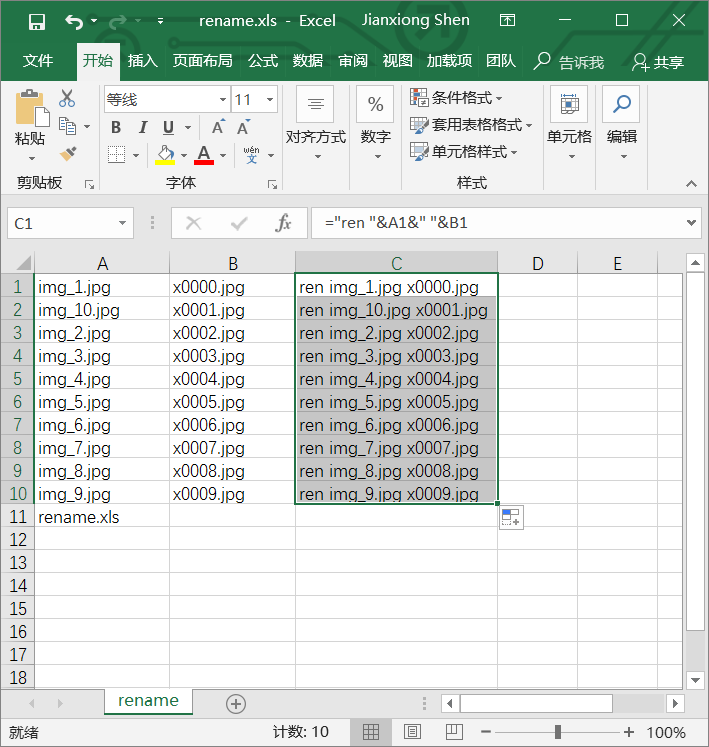 rename.xls - Excel Jianxiong Shen
文件 开始 插入 页面布局 公式 数据 审阅 视图 加载项 团队 告诉我 共享
粘贴
剪贴板
等线 11
B I U A A
A wén 文
字体
对齐方式
%
数字
条件格式
套用表格格式
单元格样式
样式
单元格
编辑
C1 fx ="ren "&A1&" "&B1
A B C D E
1 img_1.jpg x0000.jpg ren img_1.jpg x0000.jpg
2 img_10.jpg x0001.jpg ren img_10.jpg x0001.jpg
3 img_2.jpg x0002.jpg ren img_2.jpg x0002.jpg
4 img_3.jpg x0003.jpg ren img_3.jpg x0003.jpg
5 img_4.jpg x0004.jpg ren img_4.jpg x0004.jpg
6 img_5.jpg x0005.jpg ren img_5.jpg x0005.jpg
7 img_6.jpg x0006.jpg ren img_6.jpg x0006.jpg
8 img_7.jpg x0007.jpg ren img_7.jpg x0007.jpg
9 img_8.jpg x0008.jpg ren img_8.jpg x0008.jpg
10 img_9.jpg x0009.jpg ren img_9.jpg x0009.jpg
11 rename.xls
12
13
14
15
16
17
18
rename
就绪 计数: 10 100%